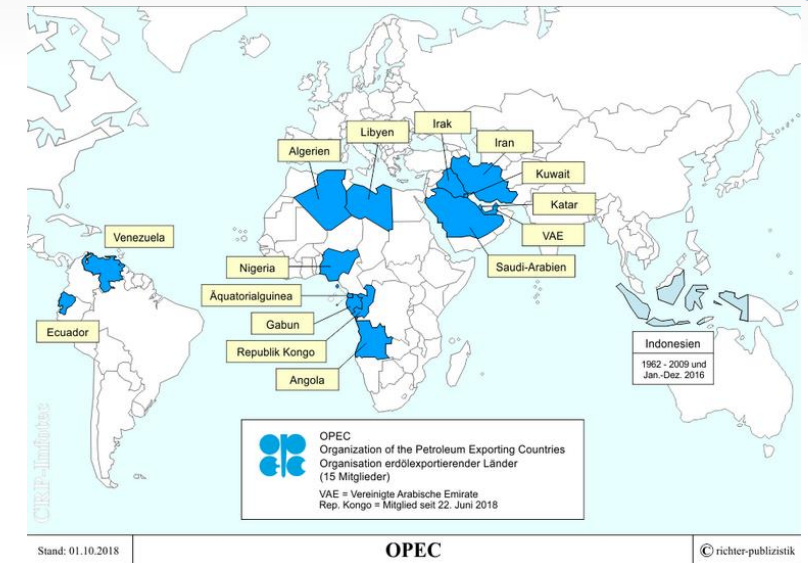 Irak
Libyen
Iran
Algerien
Kuwait
Katar
Venezuela
VAE
Nigeria
Saudi-Arabien
Äquatorialguinea
Gabun
Ecuador
Indonesien
1962 - 2009 und
Jan.-Dez. 2016
Republik Kongo
Angola
OPEC
Organization of the Petroleum Exporting Countries
Organisation erdölexportierender Länder
(15 Mitglieder)
VAE = Vereinigte Arabische Emirate
Rep. Kongo = Mitglied seit 22. Juni 2018
CRP-Infotec
Stand: 01.10.2018
OPEC
© richter-publizistik